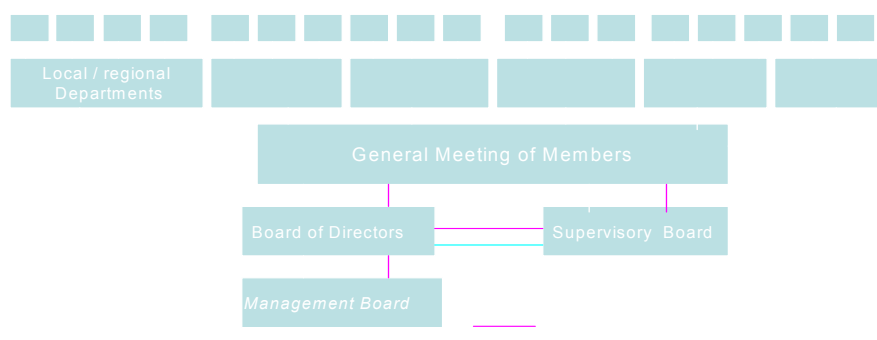 Local / regional
Departments
General Meeting of Members
Board of Directors
Supervisory Board
Management Board